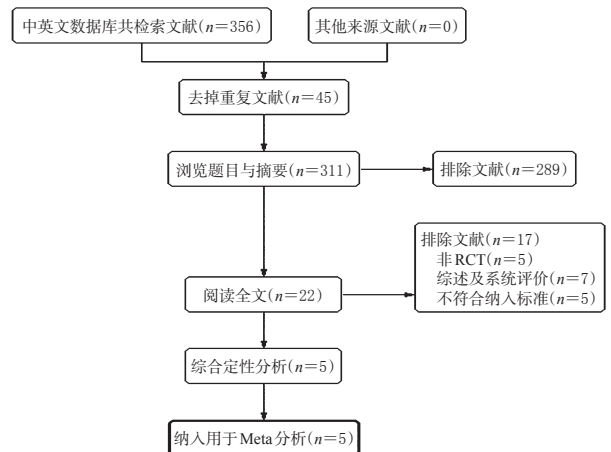 中英文数据库共检索文献(n=356)
其他来源文献(n=0)
去掉重复文献(n=45)
浏览题目与摘要(n=311)
排除文献(n=289)
排除文献(n=17)
非RCT(n=5)
综述及系统评价(n=7)
不符合纳入标准(n=5)
阅读全文(n=22)
综合定性分析(n=5)
纳入用于Meta分析(n=5)